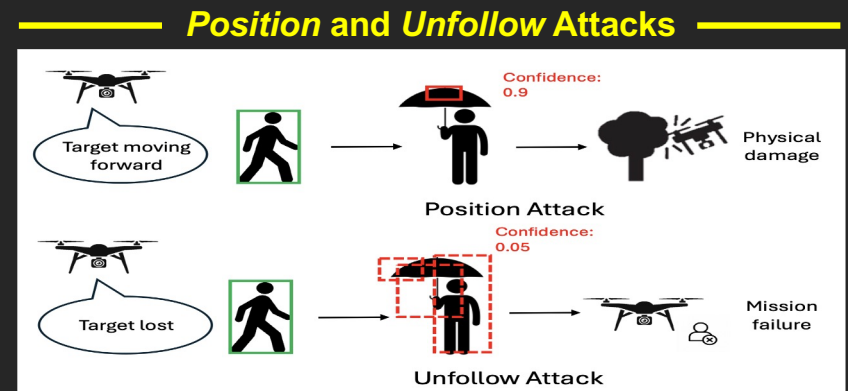 Position and Unfollow Attacks
Confidence:
0.9
Target moving
forward
Physical
damage
Position Attack
Confidence:
0.05
Target lost
Mission
failure
Unfollow Attack